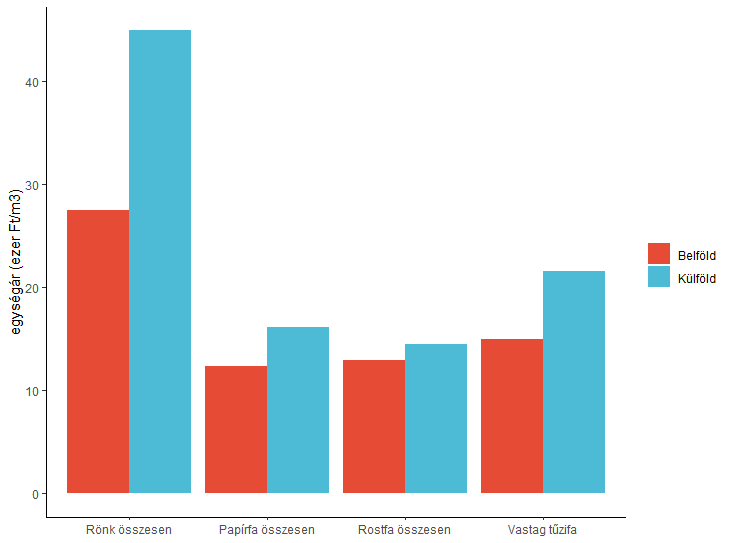 egységár (ezer Ft/m3)
40
30
20
10
0
Rönk összesen
Papírfa összesen
Rostfa összesen
Vastag tűzifa
Belföld
Külföld